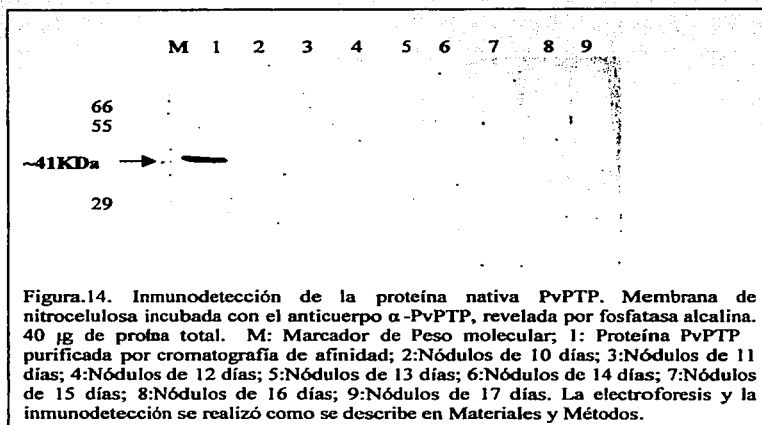 M 1 2 3 4 5 6 7 8 9
66
55
~41KDa
29
Figura.14. Inmunodetección de la proteína nativa PvPTP. Membrana de
nitrocelulosa incubada con el anticuerpo α-PvPTP, revelada por fosfatasa alcalina.
40 µg de proína total. M: Marcador de Peso molecular; 1: Proteína PvPTP
purificada por cromatografía de afinidad; 2:Nódulos de 10 días; 3:Nódulos de 11
días; 4:Nódulos de 12 días; 5:Nódulos de 13 días; 6:Nódulos de 14 días; 7:Nódulos
de 15 días; 8:Nódulos de 16 días; 9:Nódulos de 17 días. La electroforesis y la
inmunodetección se realizó como se describe en Materiales y Métodos.